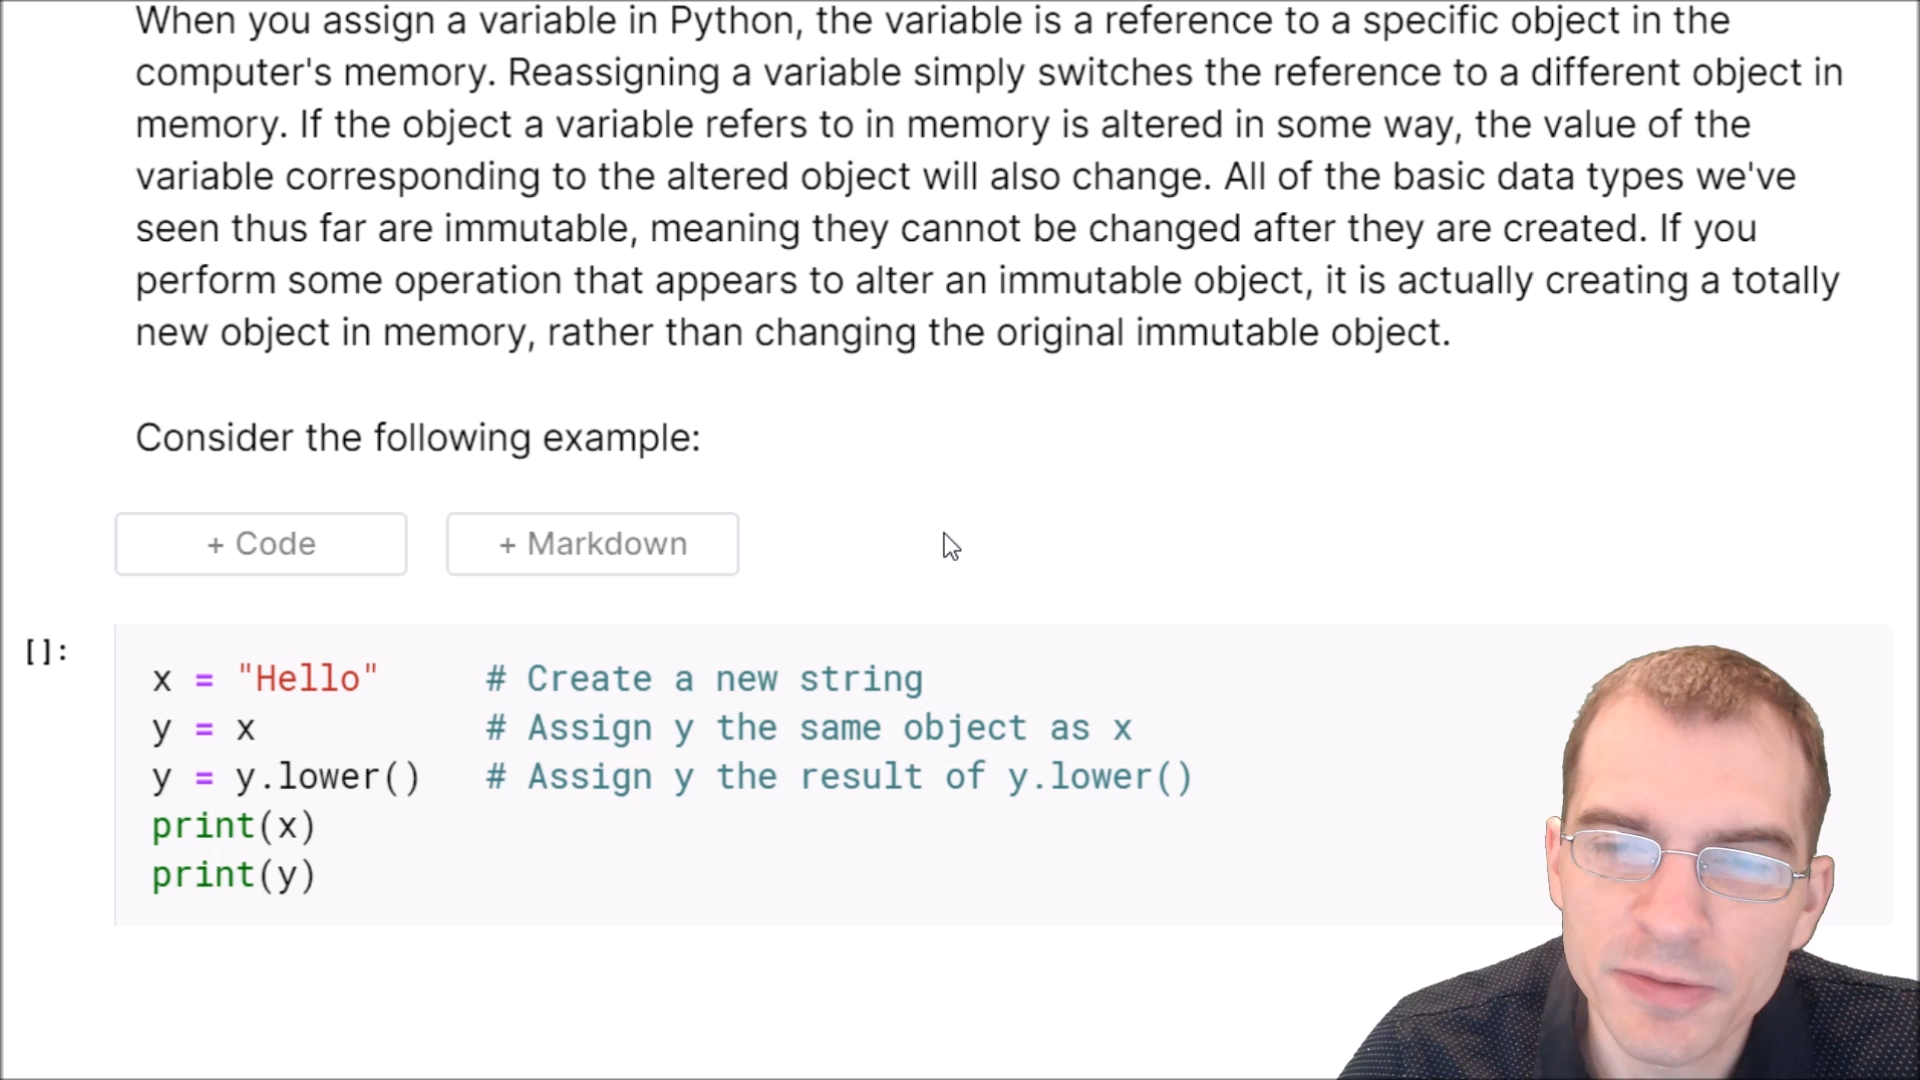 When you assign a variable in Python, the variable is a reference to a specific object in the
computer's memory. Reassigning a variable simply switches the reference to a different object in
memory. If the object a variable refers to in memory is altered in some way, the value of the
variable corresponding to the altered object will also change. All of the basic data types we've
seen thus far are immutable, meaning they cannot be changed after they are created. If you
perform some operation that appears to alter an immutable object, it is actually creating a totally
new object in memory, rather than changing the original immutable object.
Consider the following example:
+ Code + Markdown
[]:
x = "Hello" # Create a new string
y = x # Assign y the same object as x
y = y.lower() # Assign y the result of y.lower()
print(x)
print(y)